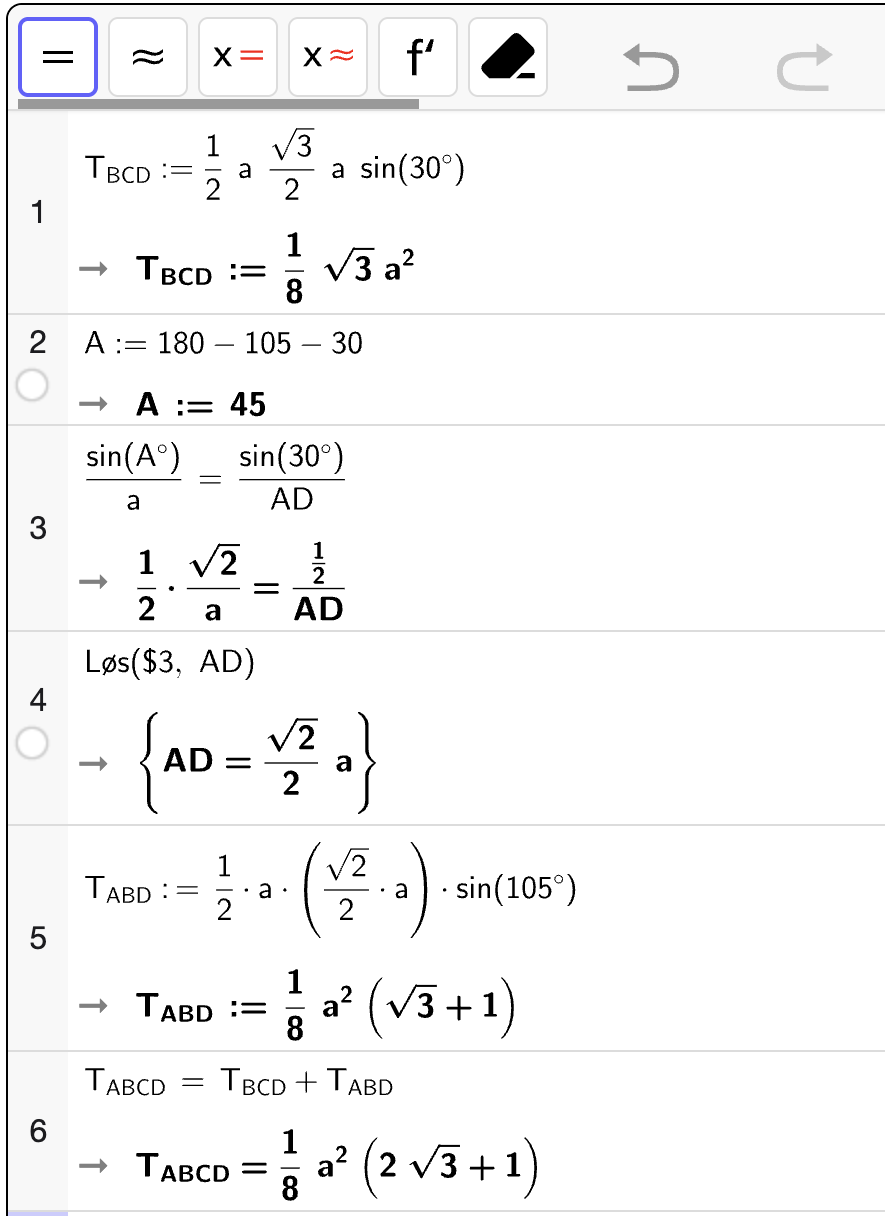 = ≈ x= x≈ f′
1
T_BCD := 1/2 a √3/2 a sin(30°)
→ T_BCD := 1/8 √3 a²
2
A := 180 – 105 – 30
→ A := 45
3
sin(A°)/a = sin(30°)/AD
→ 1/2 · √2/a = (1/2)/AD
4
Løs($3, AD)
→ {AD = √2/2 a}
5
T_ABD := 1/2 · a · (√2/2 · a) · sin(105°)
→ T_ABD := 1/8 a² (√3 + 1)
6
T_ABCD = T_BCD + T_ABD
→ T_ABCD = 1/8 a² (2 √3 + 1)